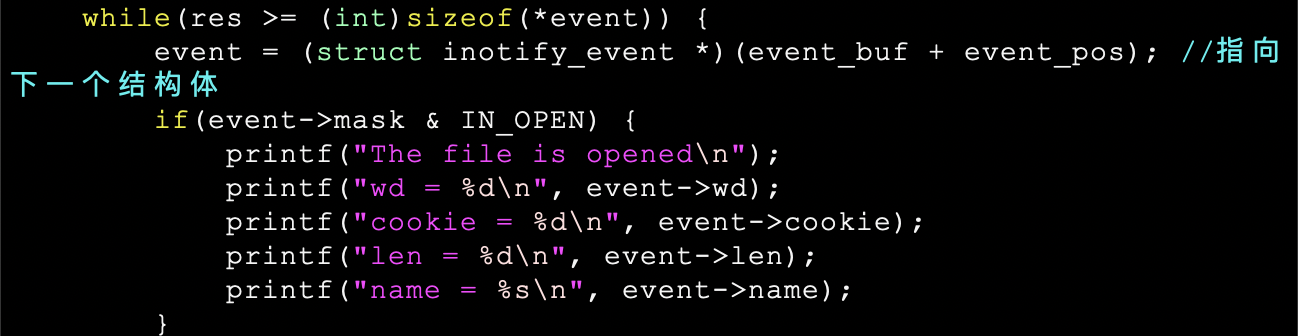 while(res >= (int)sizeof(*event)) {
event = (struct inotify_event *)(event_buf + event_pos); //指向
下一个结构体
if(event->mask & IN_OPEN) {
printf("The file is opened\n");
printf("wd = %d\n", event->wd);
printf("cookie = %d\n", event->cookie);
printf("len = %d\n", event->len);
printf("name = %s\n", event->name);
}